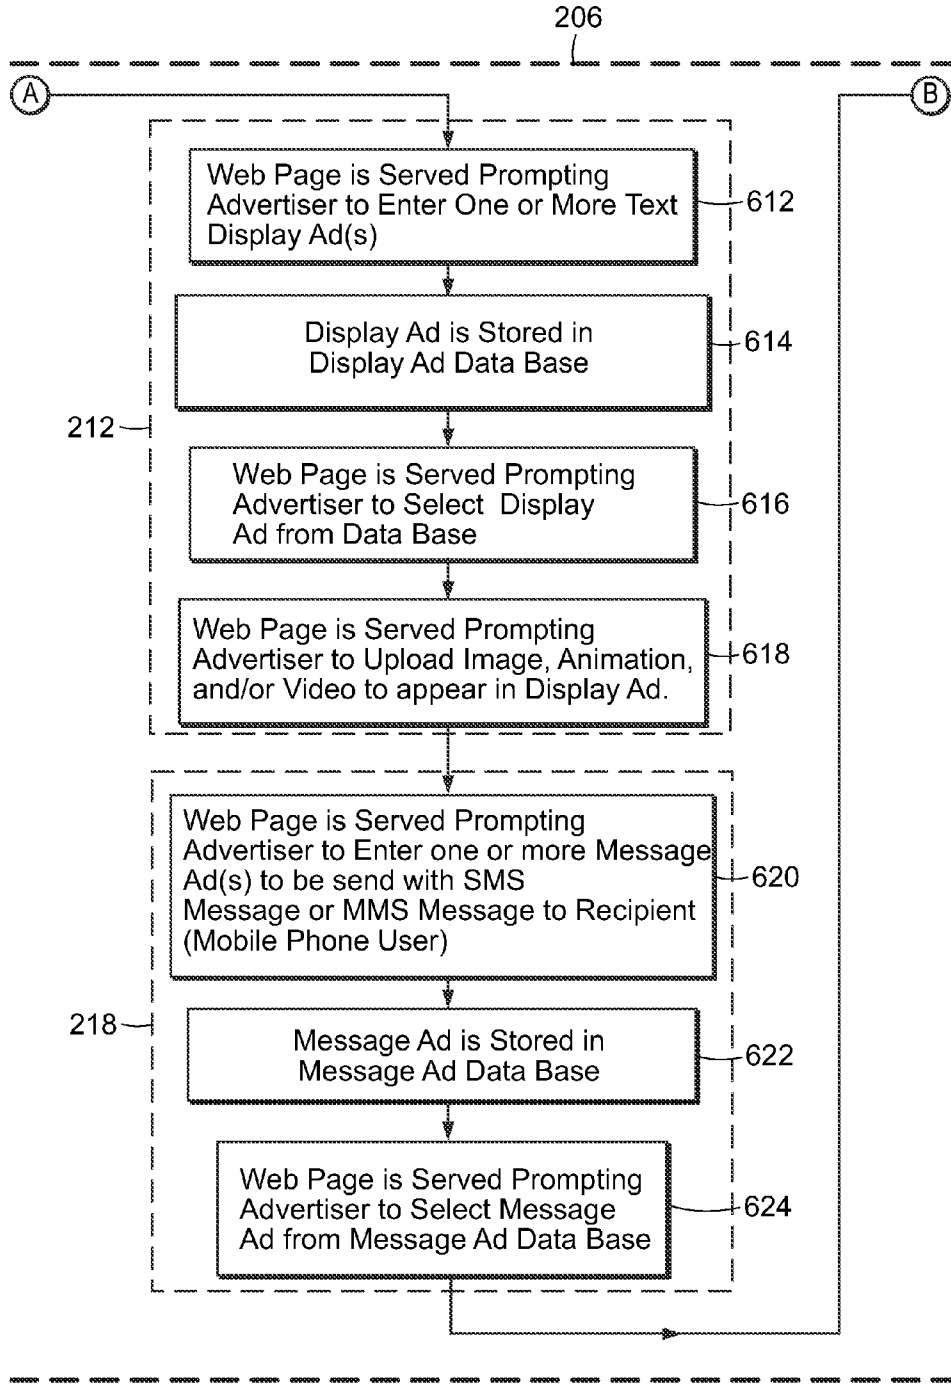 206
A
B
Web Page is Served Prompting
Advertiser to Enter One or More Text
Display Ad(s)
612
Display Ad is Stored in
Display Ad Data Base
614
212
Web Page is Served Prompting
Advertiser to Select Display
Ad from Data Base
616
Web Page is Served Prompting
Advertiser to Upload Image, Animation,
and/or Video to appear in Display Ad.
618
Web Page is Served Prompting
Advertiser to Enter one or more Message
Ad(s) to be send with SMS
Message or MMS Message to Recipient
(Mobile Phone User)
620
218
Message Ad is Stored in
Message Ad Data Base
622
Web Page is Served Prompting
Advertiser to Select Message
Ad from Message Ad Data Base
624